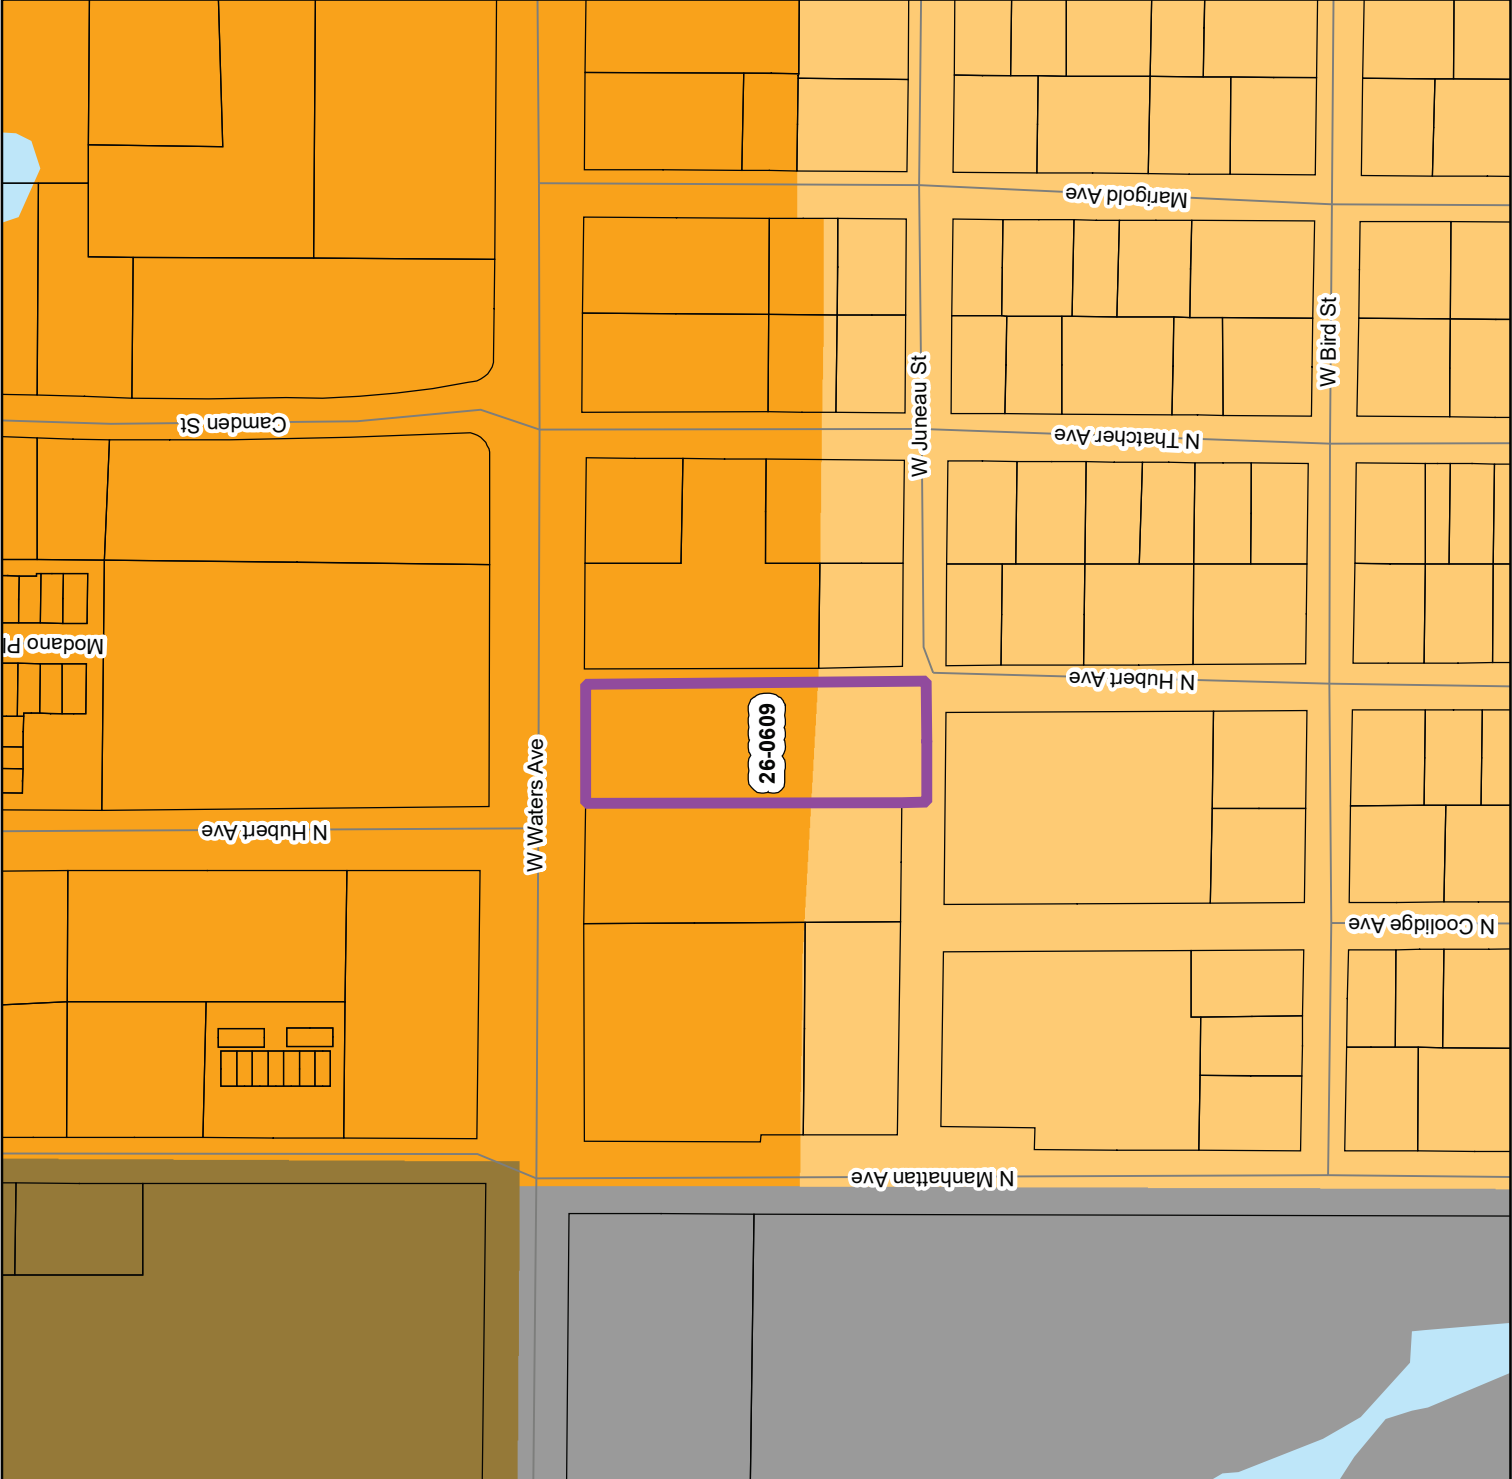 Marigold Ave
W Bird St
W Juneau St
Camden St
N Thatcher Ave
Modano Pl
N Hubert Ave
26-0609
W Waters Ave
N Hubert Ave
N Coolidge Ave
N Manhattan Ave